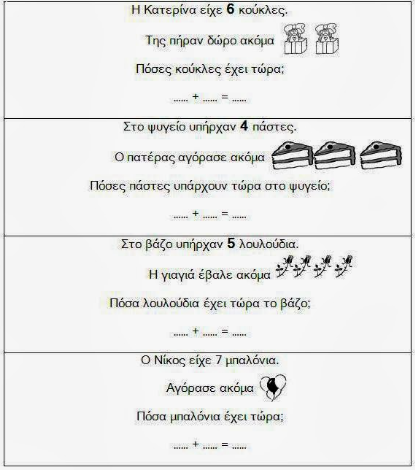 Η Κατερίνα είχε 6 κούκλες.
Της πήραν δώρο ακόμα
Πόσες κούκλες έχει τώρα;
...... + ...... = ......
Στο ψυγείο υπήρχαν 4 πάστες.
Ο πατέρας αγόρασε ακόμα
Πόσες πάστες υπάρχουν τώρα στο ψυγείο;
...... + ...... = ......
Στο βάζο υπήρχαν 5 λουλούδια.
Η γιαγιά έβαλε ακόμα
Πόσα λουλούδια έχει τώρα το βάζο;
...... + ...... = ......
Ο Νίκος είχε 7 μπαλόνια.
Αγόρασε ακόμα
Πόσα μπαλόνια έχει τώρα;
...... + ...... = ......